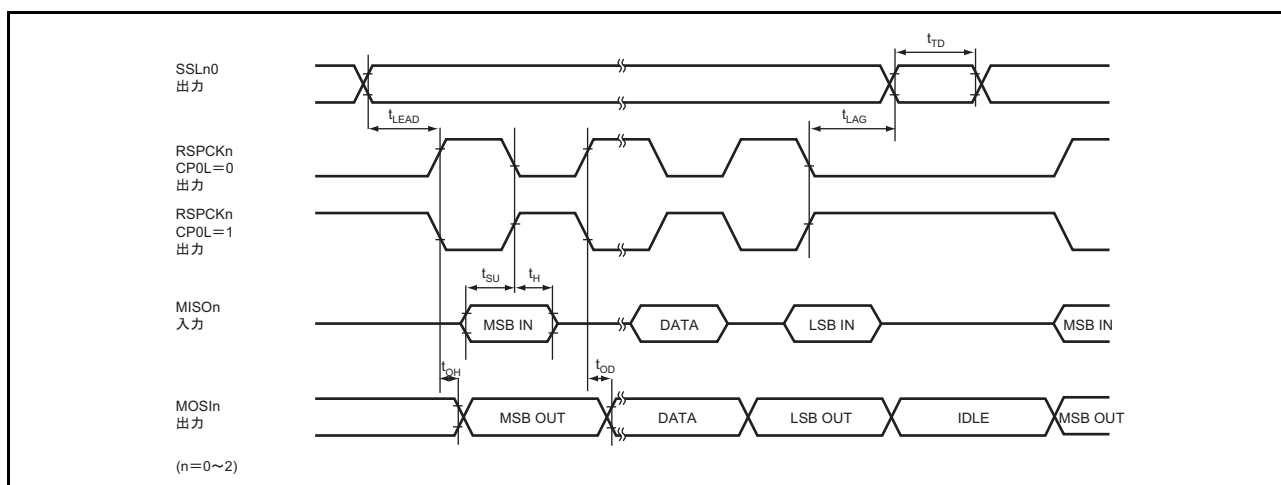 t_TD
SSLn0
出力
t_LEAD
t_LAG
RSPCKn
CP0L=0
出力
RSPCKn
CP0L=1
出力
t_SU t_H
MISOn
入力
MSB IN DATA LSB IN MSB IN
t_OH t_OD
MOSIn
出力
MSB OUT DATA LSB OUT IDLE MSB OUT
(n=0~2)